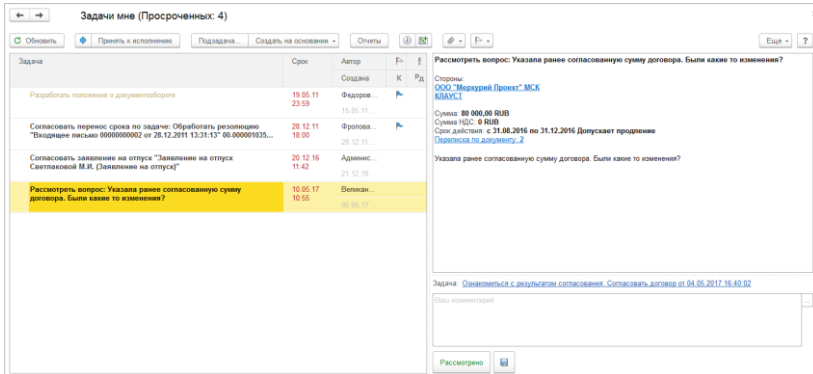 Задачи мне (Просроченных: 4)
Обновить
Принять к исполнению
Подзадача...
Создать на основании
Отчеты
Еще
?
Задача
Срок
Автор
!
Создана
К
Рд
Разработать положение о документообороте
19.05.11
23:59
Федоров...
15.05.11 ...
Согласовать перенос срока по задаче: Обработать резолюцию
"Входящее письмо 00000000002 от 28.12.2011 13:31:13" 00-000001035...
28.12.11
18:00
Фролова...
28.12.11 ...
Согласовать заявление на отпуск "Заявление на отпуск
Светлаковой М.И. (Заявление на отпуск)"
20.12.16
11:42
Админис...
21.12.16 ...
Рассмотреть вопрос: Указала ранее согласованную сумму
договора. Были какие то изменения?
10.05.17
10:55
Великан...
05.05.17 ...
Рассмотреть вопрос: Указала ранее согласованную сумму договора. Были какие то изменения?
Стороны:
ООО "Меркурий Проект" МСК
КЛАУСТ
Сумма: 80 000,00 RUB
Сумма НДС: 0 RUB
Срок действия: с 31.08.2016 по 31.12.2016 Допускает продление
Переписка по документу: 2
Указала ранее согласованную сумму договора. Были какие то изменения?
Задача: Ознакомиться с результатом согласования: Согласовать договор от 04.05.2017 16:40:02
Ваш комментарий
...
Рассмотрено